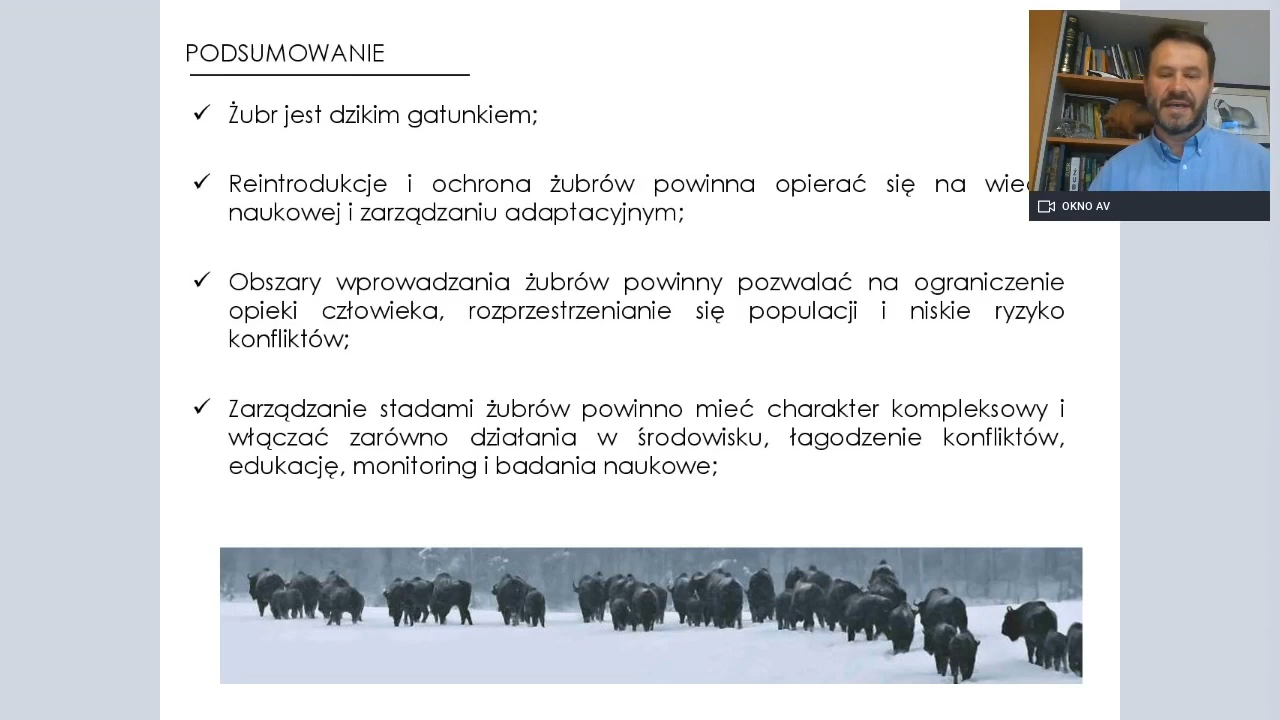 PODSUMOWANIE
✓ Żubr jest dzikim gatunkiem;
✓ Reintrodukcje i ochrona żubrów powinna opierać się na
naukowej i zarządzaniu adaptacyjnym;
✓ Obszary wprowadzania żubrów powinny pozwalać na ograniczenie
opieki człowieka, rozprzestrzenianie się populacji i niskie ryzyko
konfliktów;
✓ Zarządzanie stadami żubrów powinno mieć charakter kompleksowy i
włączać zarówno działania w środowisku, łagodzenie konfliktów,
edukację, monitoring i badania naukowe;
OKNO AV